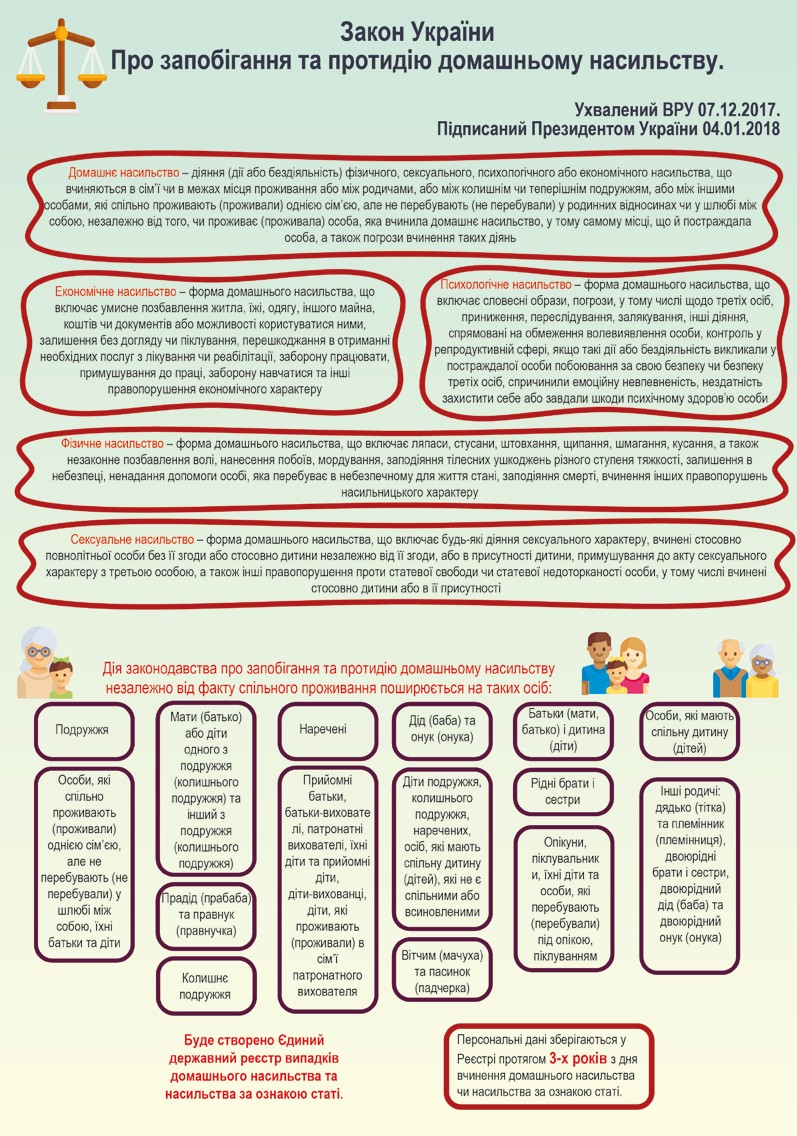 Закон України
Про запобігання та протидію домашньому насильству.
Ухвалений ВРУ 07.12.2017.
Підписаний Президентом України 04.01.2018
Домашнє насильство – діяння (дії або бездіяльність) фізичного, сексуального, психологічного або економічного насильства, що
вчиняються в сім’ї чи в межах місця проживання або між родичами, або між колишнім чи теперішнім подружжям, або між іншими
особами, які спільно проживають (проживали) однією сім’єю, але не перебувають (не перебували) у родинних відносинах чи у шлюбі між
собою, незалежно від того, чи проживає (проживала) особа, яка вчинила домашнє насильство, у тому самому місці, що й постраждала
особа, а також погрози вчинення таких діянь
Економічне насильство – форма домашнього насильства, що
включає умисне позбавлення житла, їжі, одягу, іншого майна,
коштів чи документів або можливості користуватися ними,
залишення без догляду чи піклування, перешкоджання в отриманні
необхідних послуг з лікування чи реабілітації, заборону працювати,
примушування до праці, заборону навчатися та інші
правопорушення економічного характеру
Психологічне насильство – форма домашнього насильства, що
включає словесні образи, погрози, у тому числі щодо третіх осіб,
приниження, переслідування, залякування, інші діяння,
спрямовані на обмеження волевиявлення особи, контроль у
репродуктивній сфері, якщо такі дії або бездіяльність викликали у
постраждалої особи побоювання за свою безпеку чи безпеку
третіх осіб, спричинили емоційну невпевненість, нездатність
захистити себе або завдали шкоди психічному здоров’ю особи
Фізичне насильство – форма домашнього насильства, що включає ляпаси, стусани, штовхання, щипання, шмагання, кусання, а також
незаконне позбавлення волі, нанесення побоїв, мордування, заподіяння тілесних ушкоджень різного ступеня тяжкості, залишення в
небезпеці, ненадання допомоги особі, яка перебуває в небезпечному для життя стані, заподіяння смерті, вчинення інших правопорушень
насильницького характеру
Сексуальне насильство – форма домашнього насильства, що включає будь-які діяння сексуального характеру, вчинені стосовно
повнолітньої особи без її згоди або стосовно дитини незалежно від її згоди, або в присутності дитини, примушування до акту сексуального
характеру з третьою особою, а також інші правопорушення проти статевої свободи чи статевої недоторканості особи, у тому числі вчинені
стосовно дитини або в її присутності
Дія законодавства про запобігання та протидію домашньому насильству
незалежно від факту спільного проживання поширюється на таких осіб:
Подружжя
Особи, які
спільно
проживають
(проживали)
однією сім’єю,
але не
перебувають (не
перебували) у
шлюбі між
собою, їхні
батьки та діти
Мати (батько)
або діти
одного з
подружжя
(колишнього
подружжя) та
інший з
подружжя
(колишнього
подружжя)
Прадід (прабаба)
та правнук
(правнучка)
Колишнє
подружжя
Наречені
Прийомні
батьки,
батьки-виховате
лі, патронатні
вихователі, їхні
діти та прийомні
діти,
діти-вихованці,
діти, які
проживають
(проживали) в
сім’ї
патронатного
вихователя
Дід (баба) та
онук (онука)
Діти подружжя,
колишнього
подружжя,
наречених,
осіб, які мають
спільну дитину
(дітей), які не є
спільними або
всиновленими
Вітчим (мачуха)
та пасинок
(падчерка)
Батьки (мати,
батько) і дитина
(діти)
Рідні брати і
сестри
Опікуни,
піклувальник
и, їхні діти та
особи, які
перебувають
(перебували)
під опікою,
піклуванням
Особи, які мають
спільну дитину
(дітей)
Інші родичі:
дядько (тітка)
та племінник
(племінниця),
двоюрідні
брати і сестри,
двоюрідний
дід (баба) та
двоюрідний
онук (онука)
Буде створено Єдиний
державний реєстр випадків
домашнього насильства та
насильства за ознакою статі.
Персональні дані зберігаються у
Реєстрі протягом 3-х років з дня
вчинення домашнього насильства
чи насильства за ознакою статі.